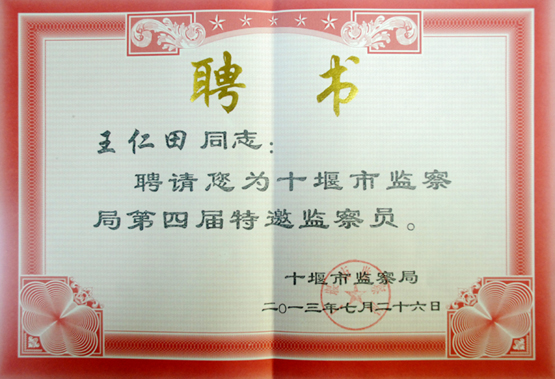 聘书
王仁田同志：
聘请您为十堰市监察
局第四届特邀监察员。
十堰市监察局
二〇一三年七月二十六日